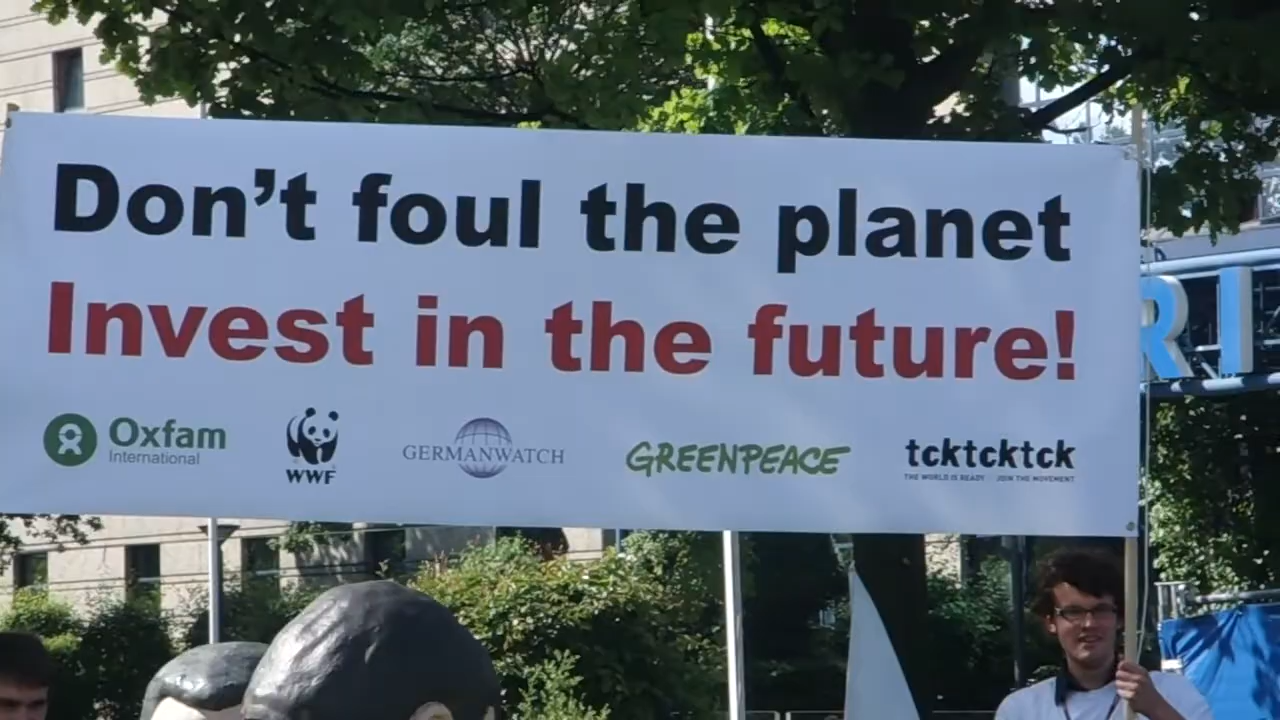 Don't foul the planet
Invest in the future!
Oxfam
International
WWF
GERMANWATCH
GREENPEACE
tcktcktck
THE WORLD IS READY JOIN THE MOVEMENT
RI